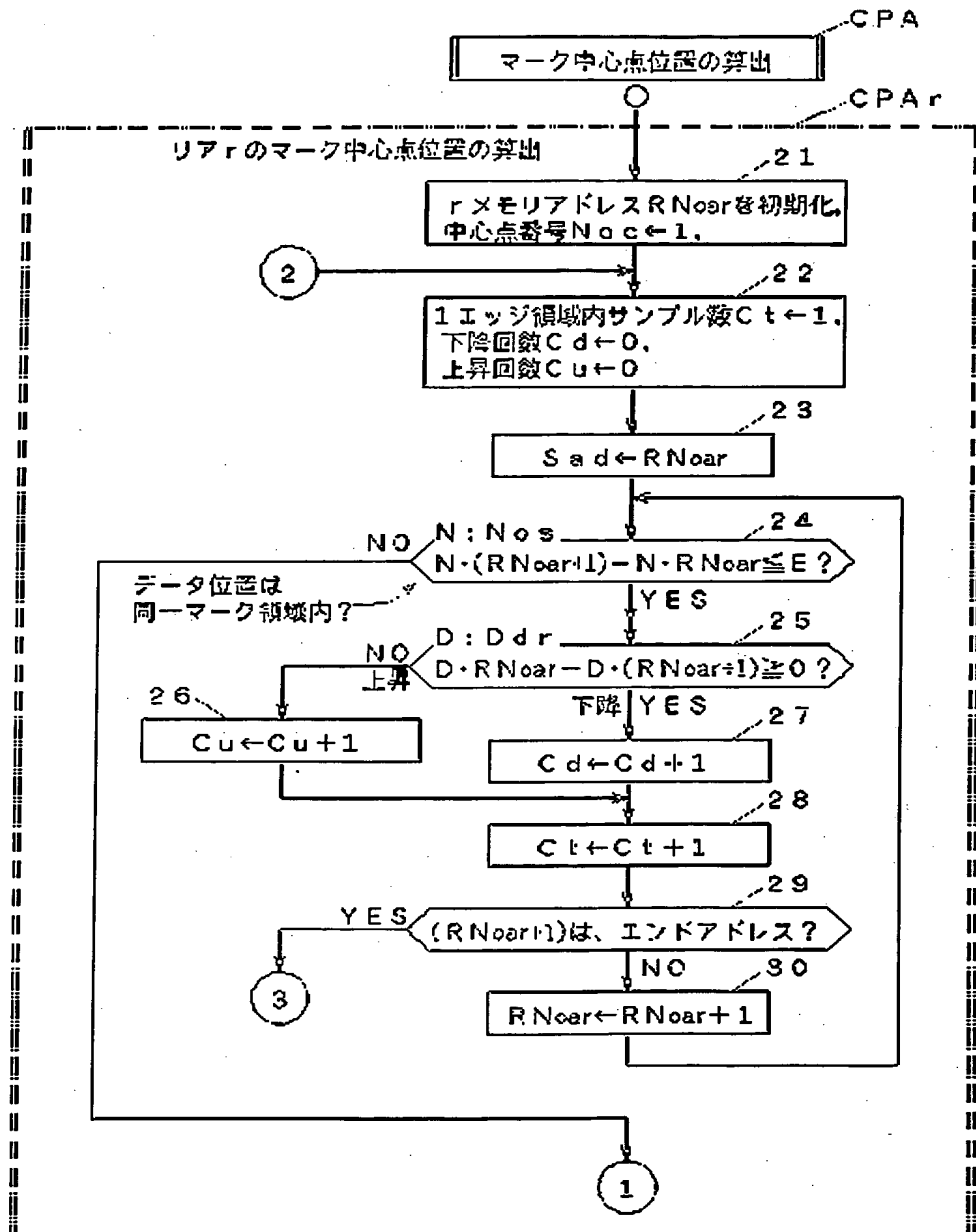 CPA
マーク中心点位置の算出
CPAr
リアrのマーク中心点位置の算出
21
rメモリアドレスRNoarを初期化,
中心点番号Noc←1,
2
22
1エッジ領域内サンプル数Ct←1,
下降回数Cd←0,
上昇回数Cu←0
23
Sad←RNoar
24
N:Nos
NO
N・(RNoar+1)-N・RNoar≦E?
データ位置は
同一マーク領域内?
YES
25
D:Ddr
NO
上昇
D・RNoar-D・(RNoar+1)≧0?
26
Cu←Cu+1
下降 YES
27
Cd←Cd+1
28
Ct←Ct+1
29
YES
(RNoar+1)は、エンドアドレス?
NO
30
3
RNoar←RNoar+1
1